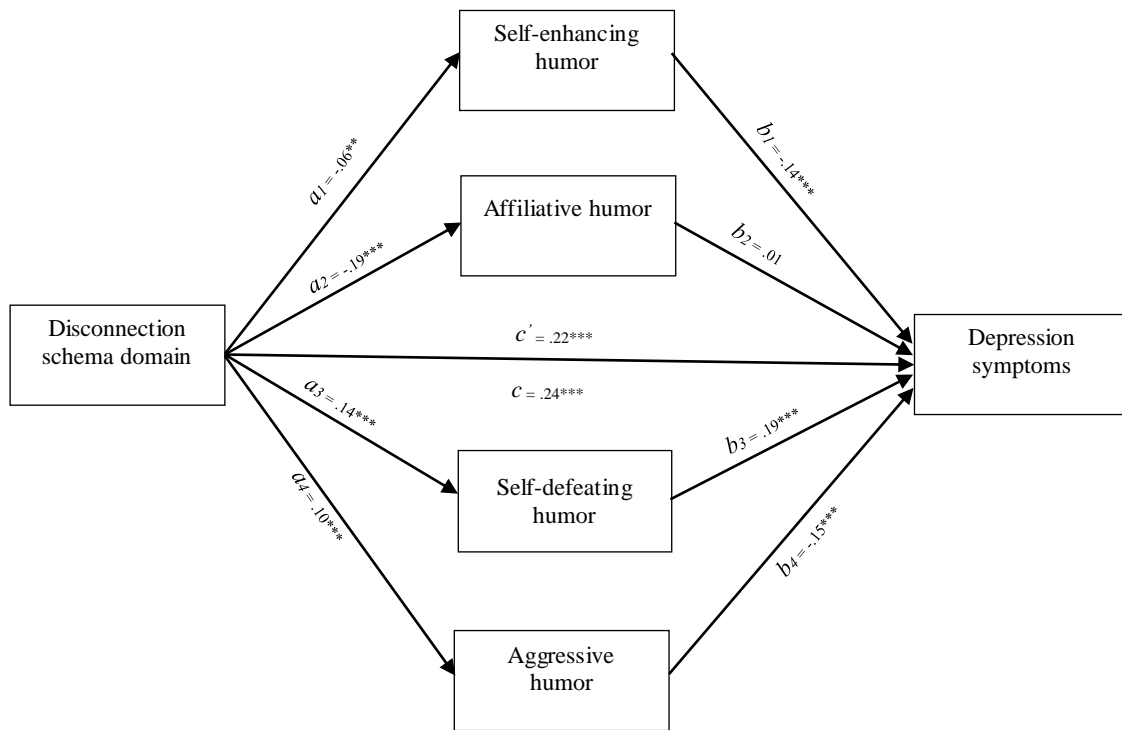 Self-enhancing
humor
a1 = -.06**
b1 = -.14***
Affiliative humor
a2 = -.19***
b2 = .01
Disconnection
schema domain
c' = .22***
c = .24***
Depression
symptoms
a3 = .14***
b3 = .19***
Self-defeating
humor
a4 = .10***
b4 = -.15***
Aggressive
humor